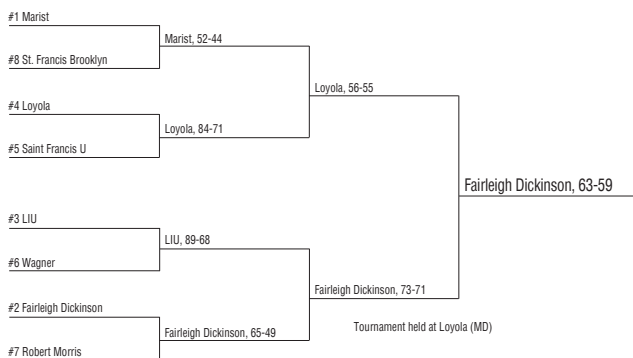 #1 Marist
Marist, 52-44
#8 St. Francis Brooklyn
Loyola, 56-55
#4 Loyola
Loyola, 84-71
#5 Saint Francis U
Fairleigh Dickinson, 63-59
#3 LIU
LIU, 89-68
#6 Wagner
Fairleigh Dickinson, 73-71
#2 Fairleigh Dickinson
Fairleigh Dickinson, 65-49
Tournament held at Loyola (MD)
#7 Robert Morris